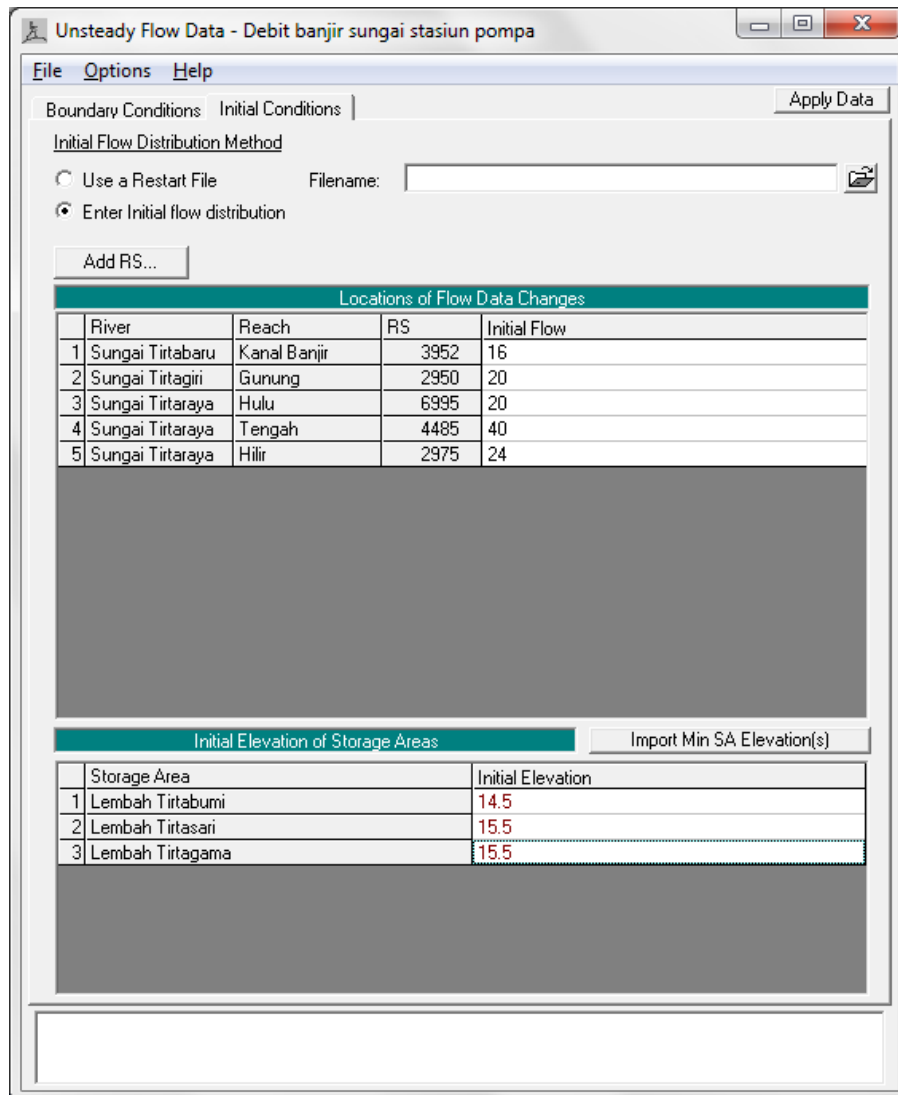 Unsteady Flow Data - Debit banjir sungai stasiun pompa
File Options Help
Boundary Conditions Initial Conditions Apply Data
Initial Flow Distribution Method
Use a Restart File Filename:
Enter Initial flow distribution
Add RS...
Locations of Flow Data Changes
River Reach RS Initial Flow
1 Sungai Tirtabaru Kanal Banjir 3952 16
2 Sungai Tirtagiri Gunung 2950 20
3 Sungai Tirtaraya Hulu 6995 20
4 Sungai Tirtaraya Tengah 4485 40
5 Sungai Tirtaraya Hilir 2975 24
Initial Elevation of Storage Areas Import Min SA Elevation(s)
Storage Area Initial Elevation
1 Lembah Tirtabumi 14.5
2 Lembah Tirtasari 15.5
3 Lembah Tirtagama 15.5